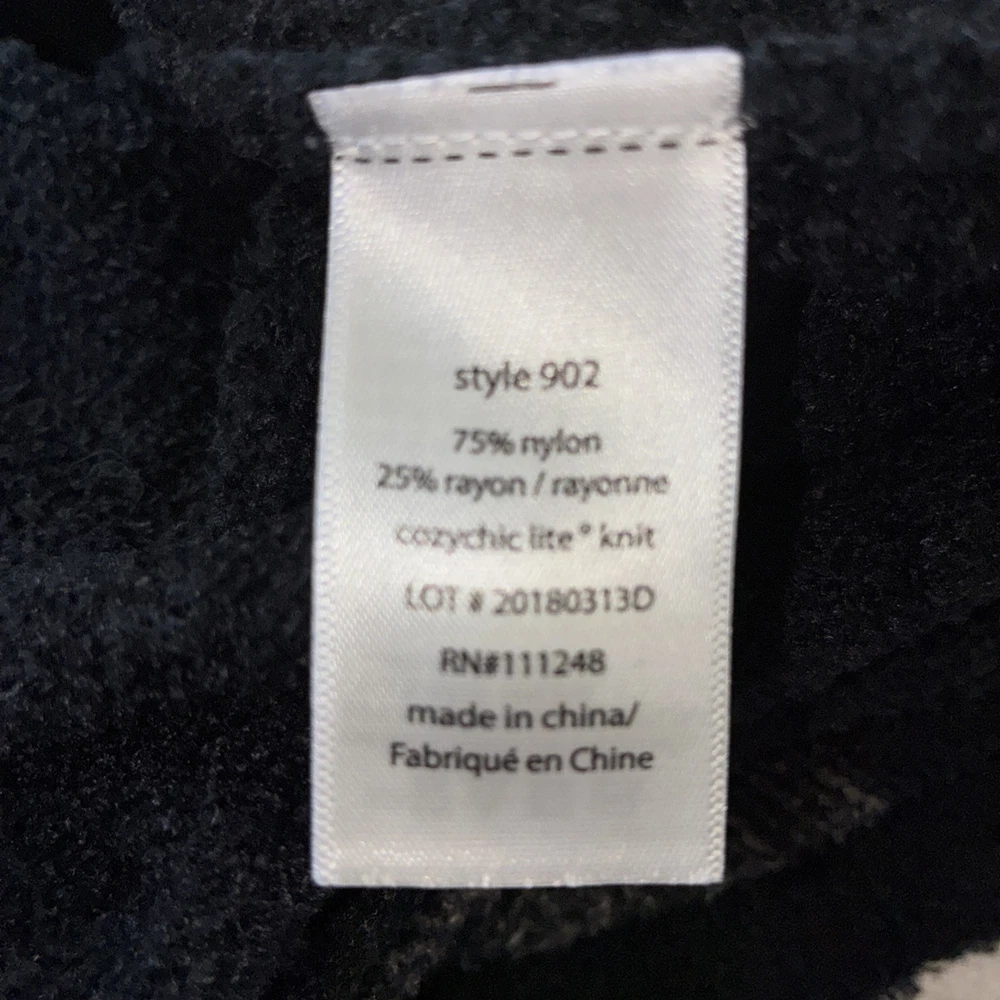 style 902
75% nylon
25% rayon / rayonne
cozychic lite® knit
LOT # 20180313D
RN#111248
made in china/
Fabriqué en Chine